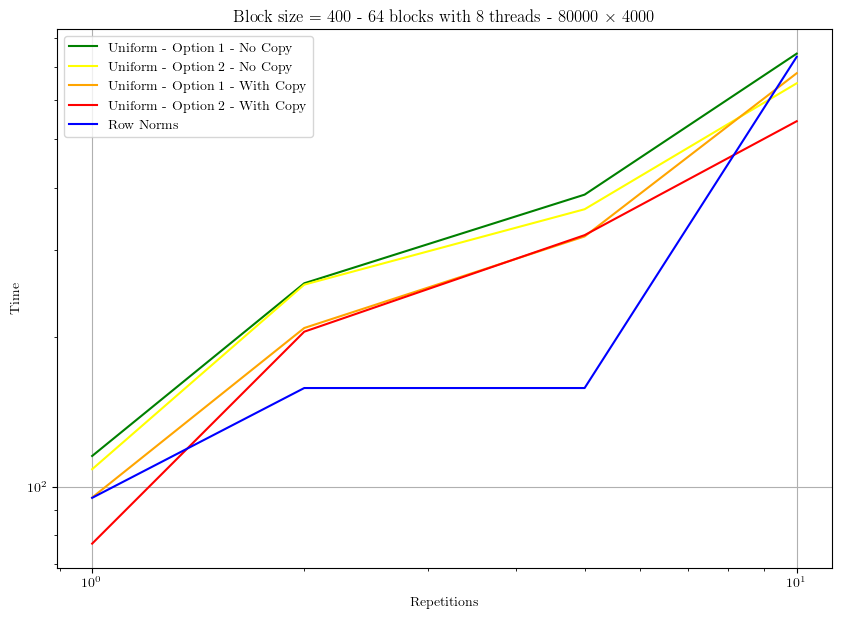 Block size = 400 - 64 blocks with 8 threads - 80000 × 4000
Uniform - Option 1 - No Copy
Uniform - Option 2 - No Copy
Uniform - Option 1 - With Copy
Uniform - Option 2 - With Copy
Row Norms
Time
10²
10⁰
10¹
Repetitions